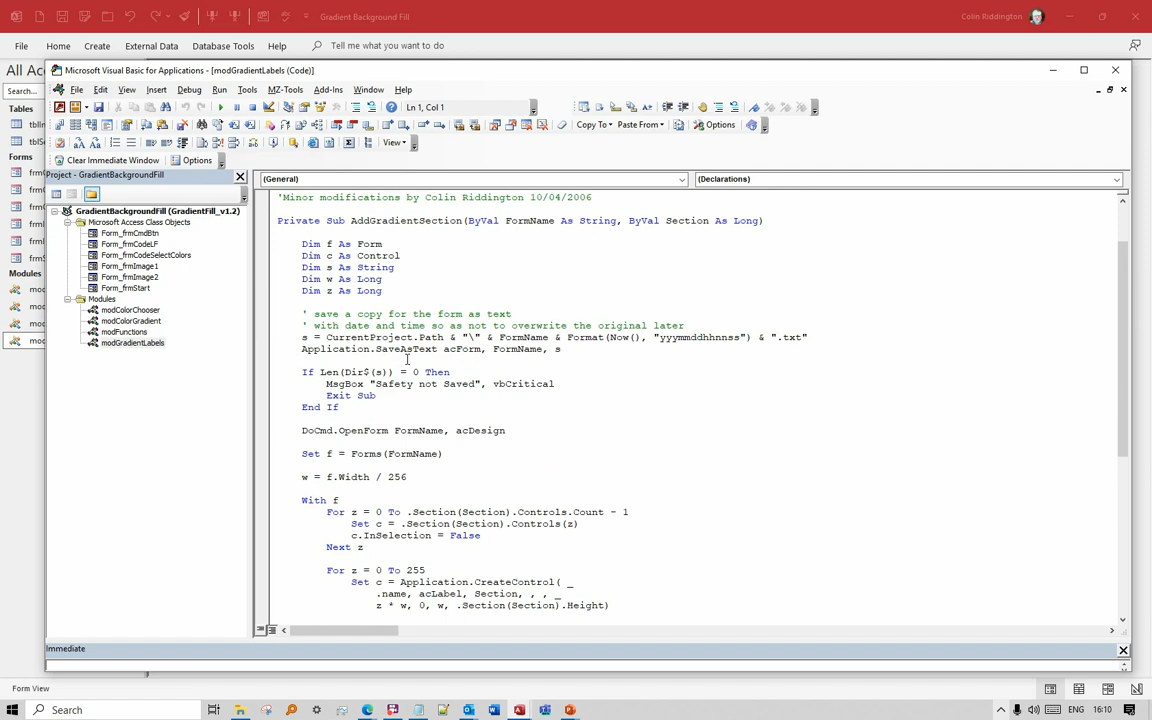 Gradient Background Fill
Colin Riddington
File Home Create External Data Database Tools Help Tell me what you want to do
All Ac
Microsoft Visual Basic for Applications - [modGradientLabels (Code)]
Search...
File Edit View Insert Debug Run Tools MZ-Tools Add-Ins Window Help
Tables
Ln 1, Col 1
tblIn
Copy To Paste From Options
tblS
View
Forms
Clear Immediate Window Options
Project - GradientBackgroundFill
(General) (Declarations)
GradientBackgroundFill (GradientFill_v1.2)
Microsoft Access Class Objects
Form_frmCmdBtn
Form_frmCodeLF
Form_frmCodeSelectColors
Form_frmImage1
Form_frmImage2
Form_frmStart
Modules
modColorChooser
modColorGradient
modFunctions
modGradientLabels
Modules
'Minor modifications by Colin Riddington 10/04/2006
Private Sub AddGradientSection(ByVal FormName As String, ByVal Section As Long)
Dim f As Form
Dim c As Control
Dim s As String
Dim w As Long
Dim z As Long
' save a copy for the form as text
' with date and time so as not to overwrite the original later
s = CurrentProject.Path & "\" & FormName & Format(Now(), "yyymmddhhnnss") & ".txt"
Application.SaveAsText acForm, FormName, s
If Len(Dir$(s)) = 0 Then
MsgBox "Safety not Saved", vbCritical
Exit Sub
End If
DoCmd.OpenForm FormName, acDesign
Set f = Forms(FormName)
w = f.Width / 256
With f
For z = 0 To .Section(Section).Controls.Count - 1
Set c = .Section(Section).Controls(z)
c.InSelection = False
Next z
For z = 0 To 255
Set c = Application.CreateControl( _
.name, acLabel, Section, , , _
z * w, 0, w, .Section(Section).Height)
Immediate
Form View
Search
ENG 16:10